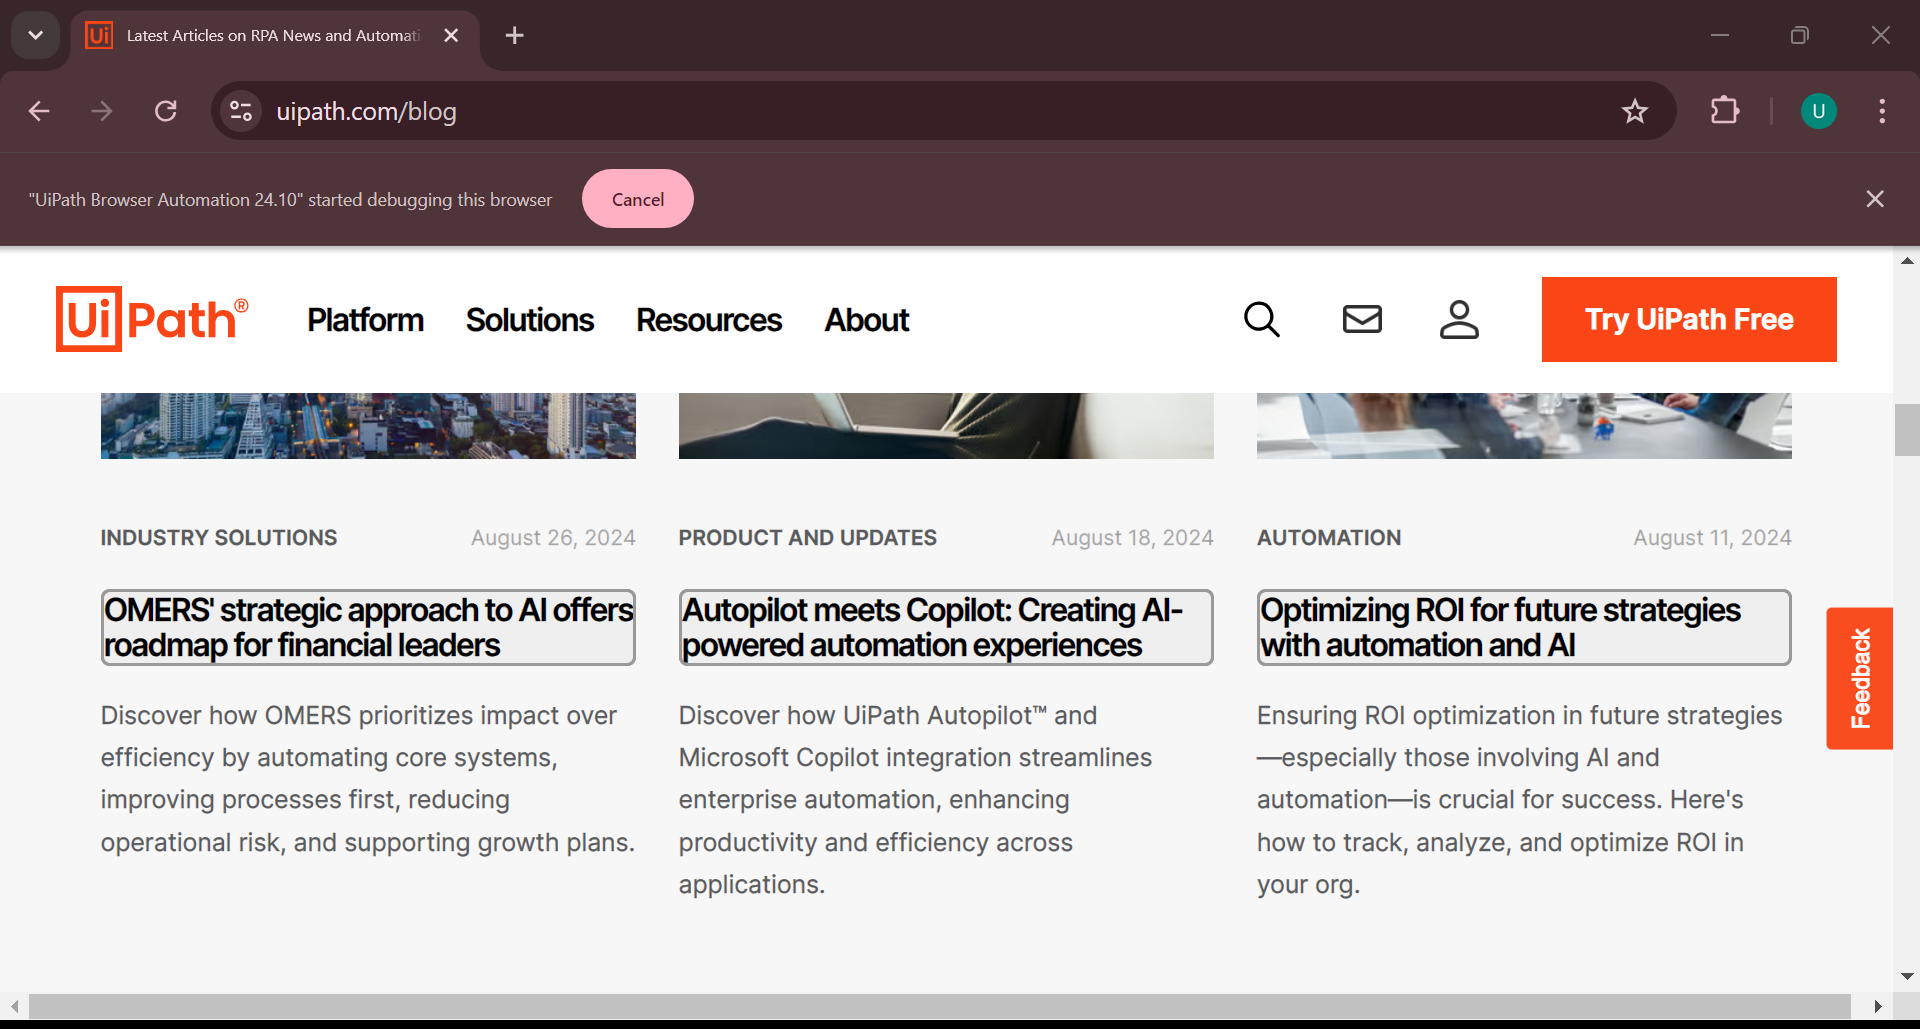 Ui Latest Articles on RPA News and Automati
uipath.com/blog
U
"UiPath Browser Automation 24.10" started debugging this browser
Cancel
UiPath®
Platform Solutions Resources About
Try UiPath Free
INDUSTRY SOLUTIONS August 26, 2024
OMERS' strategic approach to AI offers
roadmap for financial leaders
Discover how OMERS prioritizes impact over
efficiency by automating core systems,
improving processes first, reducing
operational risk, and supporting growth plans.
PRODUCT AND UPDATES August 18, 2024
Autopilot meets Copilot: Creating AI-
powered automation experiences
Discover how UiPath Autopilot™ and
Microsoft Copilot integration streamlines
enterprise automation, enhancing
productivity and efficiency across
applications.
AUTOMATION August 11, 2024
Optimizing ROI for future strategies
with automation and AI
Ensuring ROI optimization in future strategies
—especially those involving AI and
automation—is crucial for success. Here's
how to track, analyze, and optimize ROI in
your org.
Feedback